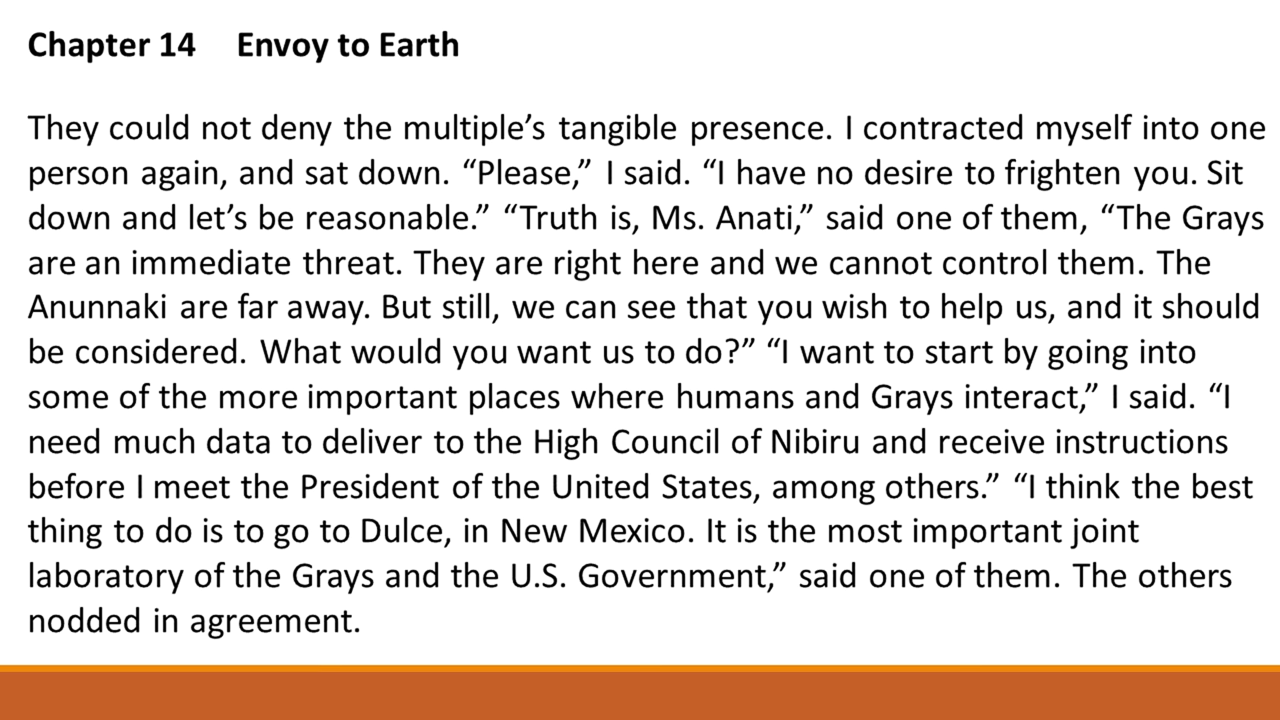 Chapter 14 Envoy to Earth
They could not deny the multiple’s tangible presence. I contracted myself into one
person again, and sat down. “Please,” I said. “I have no desire to frighten you. Sit
down and let’s be reasonable.” “Truth is, Ms. Anati,” said one of them, “The Grays
are an immediate threat. They are right here and we cannot control them. The
Anunnaki are far away. But still, we can see that you wish to help us, and it should
be considered. What would you want us to do?” “I want to start by going into
some of the more important places where humans and Grays interact,” I said. “I
need much data to deliver to the High Council of Nibiru and receive instructions
before I meet the President of the United States, among others.” “I think the best
thing to do is to go to Dulce, in New Mexico. It is the most important joint
laboratory of the Grays and the U.S. Government,” said one of them. The others
nodded in agreement.